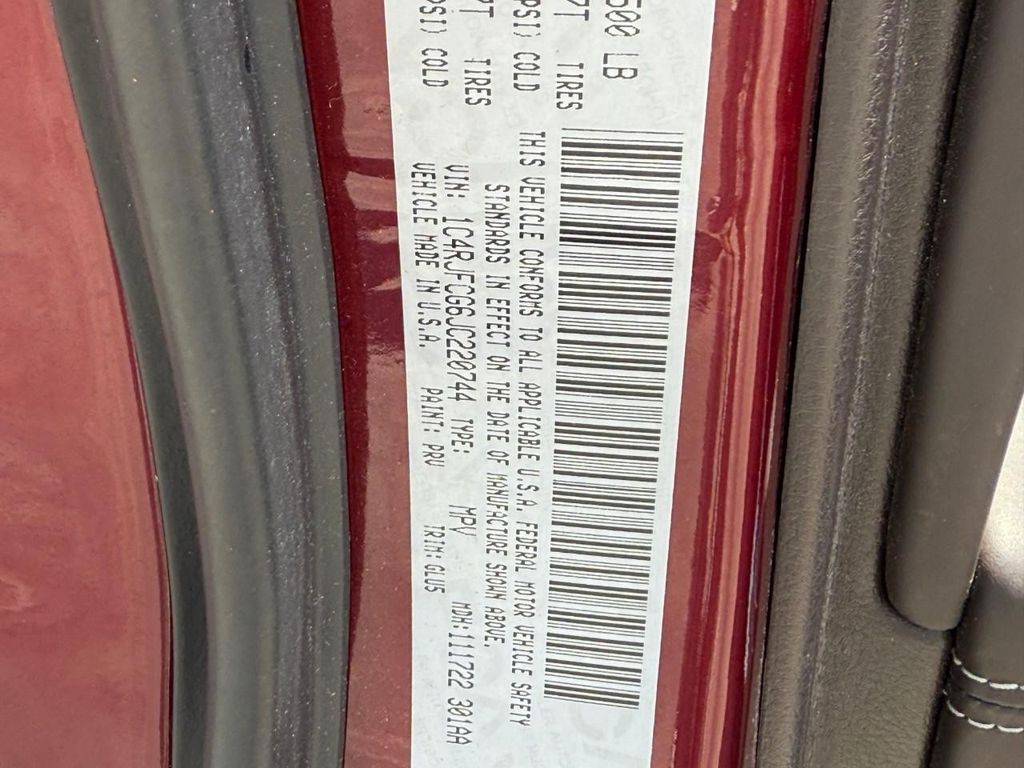 500 LB
7T TIRES
PSI) COLD
PT TIRES
PSI) COLD
THIS VEHICLE CONFORMS TO ALL APPLICABLE U.S.A. FEDERAL MOTOR VEHICLE SAFETY
STANDARDS IN EFFECT ON THE DATE OF MANUFACTURE SHOWN ABOVE.
VIN: 1C4RJFCG6JC220744 TYPE: MPV MDH:111722 301AA
VEHICLE MADE IN U.S.A PAINT: PRV TRIM:GLU5